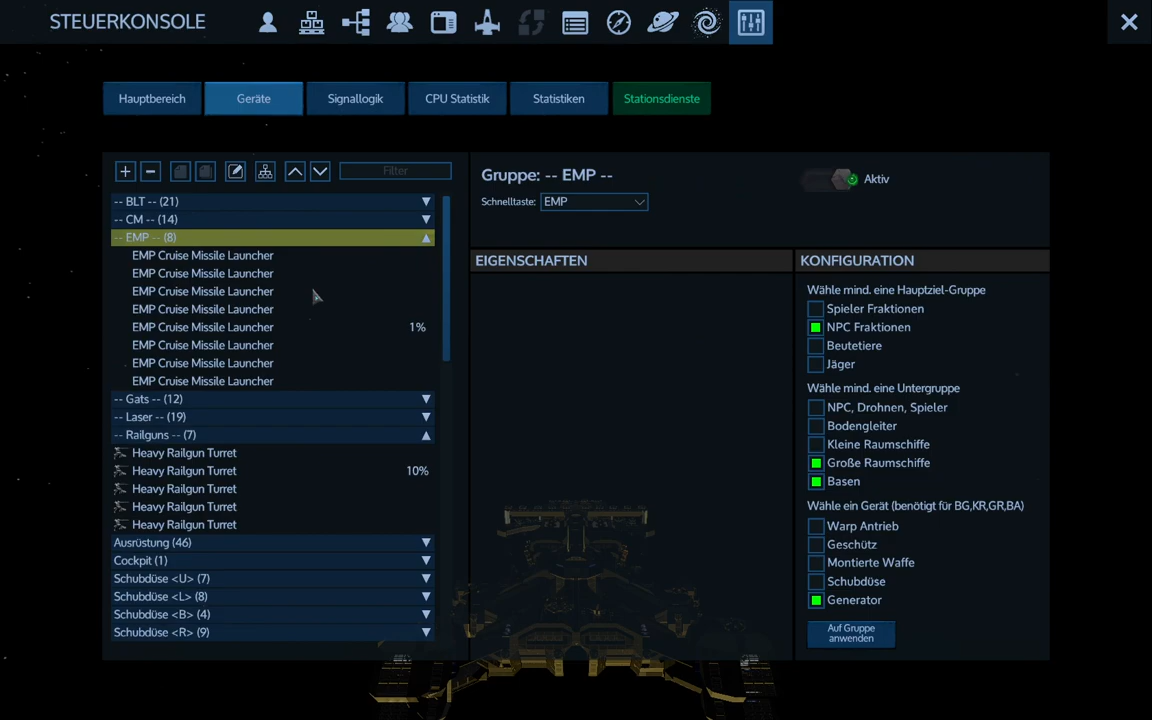 STEUERKONSOLE
Hauptbereich
Geräte
Signallogik
CPU Statistik
Statistiken
Stationsdienste
Filter
-- BLT -- (21)
-- CM -- (14)
-- EMP -- (8)
EMP Cruise Missile Launcher
EMP Cruise Missile Launcher
EMP Cruise Missile Launcher
EMP Cruise Missile Launcher
EMP Cruise Missile Launcher 1%
EMP Cruise Missile Launcher
EMP Cruise Missile Launcher
EMP Cruise Missile Launcher
-- Gats -- (12)
-- Laser -- (19)
-- Railguns -- (7)
Heavy Railgun Turret
Heavy Railgun Turret 10%
Heavy Railgun Turret
Heavy Railgun Turret
Heavy Railgun Turret
Ausrüstung (46)
Cockpit (1)
Schubdüse <U> (7)
Schubdüse <L> (8)
Schubdüse <B> (4)
Schubdüse <R> (9)
Gruppe: -- EMP --
Aktiv
Schnelltaste: EMP
EIGENSCHAFTEN
KONFIGURATION
Wähle mind. eine Hauptziel-Gruppe
Spieler Fraktionen
NPC Fraktionen
Beutetiere
Jäger
Wähle mind. eine Untergruppe
NPC, Drohnen, Spieler
Bodengleiter
Kleine Raumschiffe
Große Raumschiffe
Basen
Wähle ein Gerät (benötigt für BG,KR,GR,BA)
Warp Antrieb
Geschütz
Montierte Waffe
Schubdüse
Generator
Auf Gruppe
anwenden